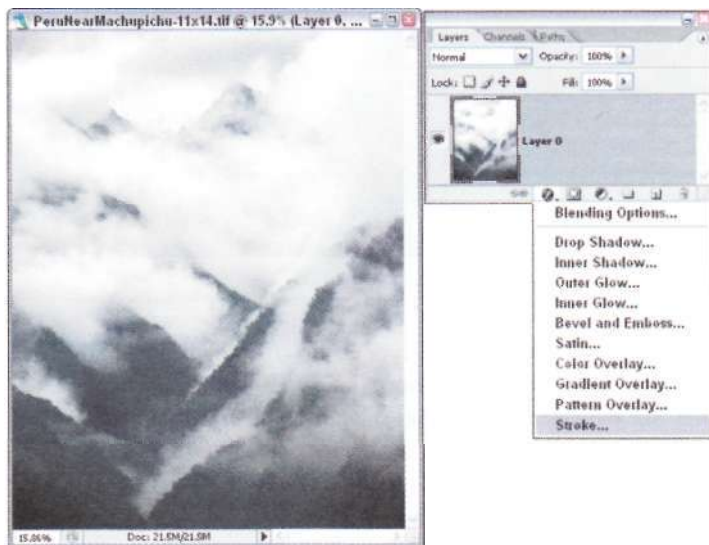 PeruNearMachupichu-11x14.tif @ 15.9% (Layer 0, ...
15.86%
Doc: 21.5M/21.5M
Layers
Channels
Paths
Normal
Opacity: 100%
Lock:
Fill: 100%
Layer 0
Blending Options...
Drop Shadow...
Inner Shadow...
Outer Glow...
Inner Glow...
Bevel and Emboss...
Satin...
Color Overlay...
Gradient Overlay...
Pattern Overlay...
Stroke...